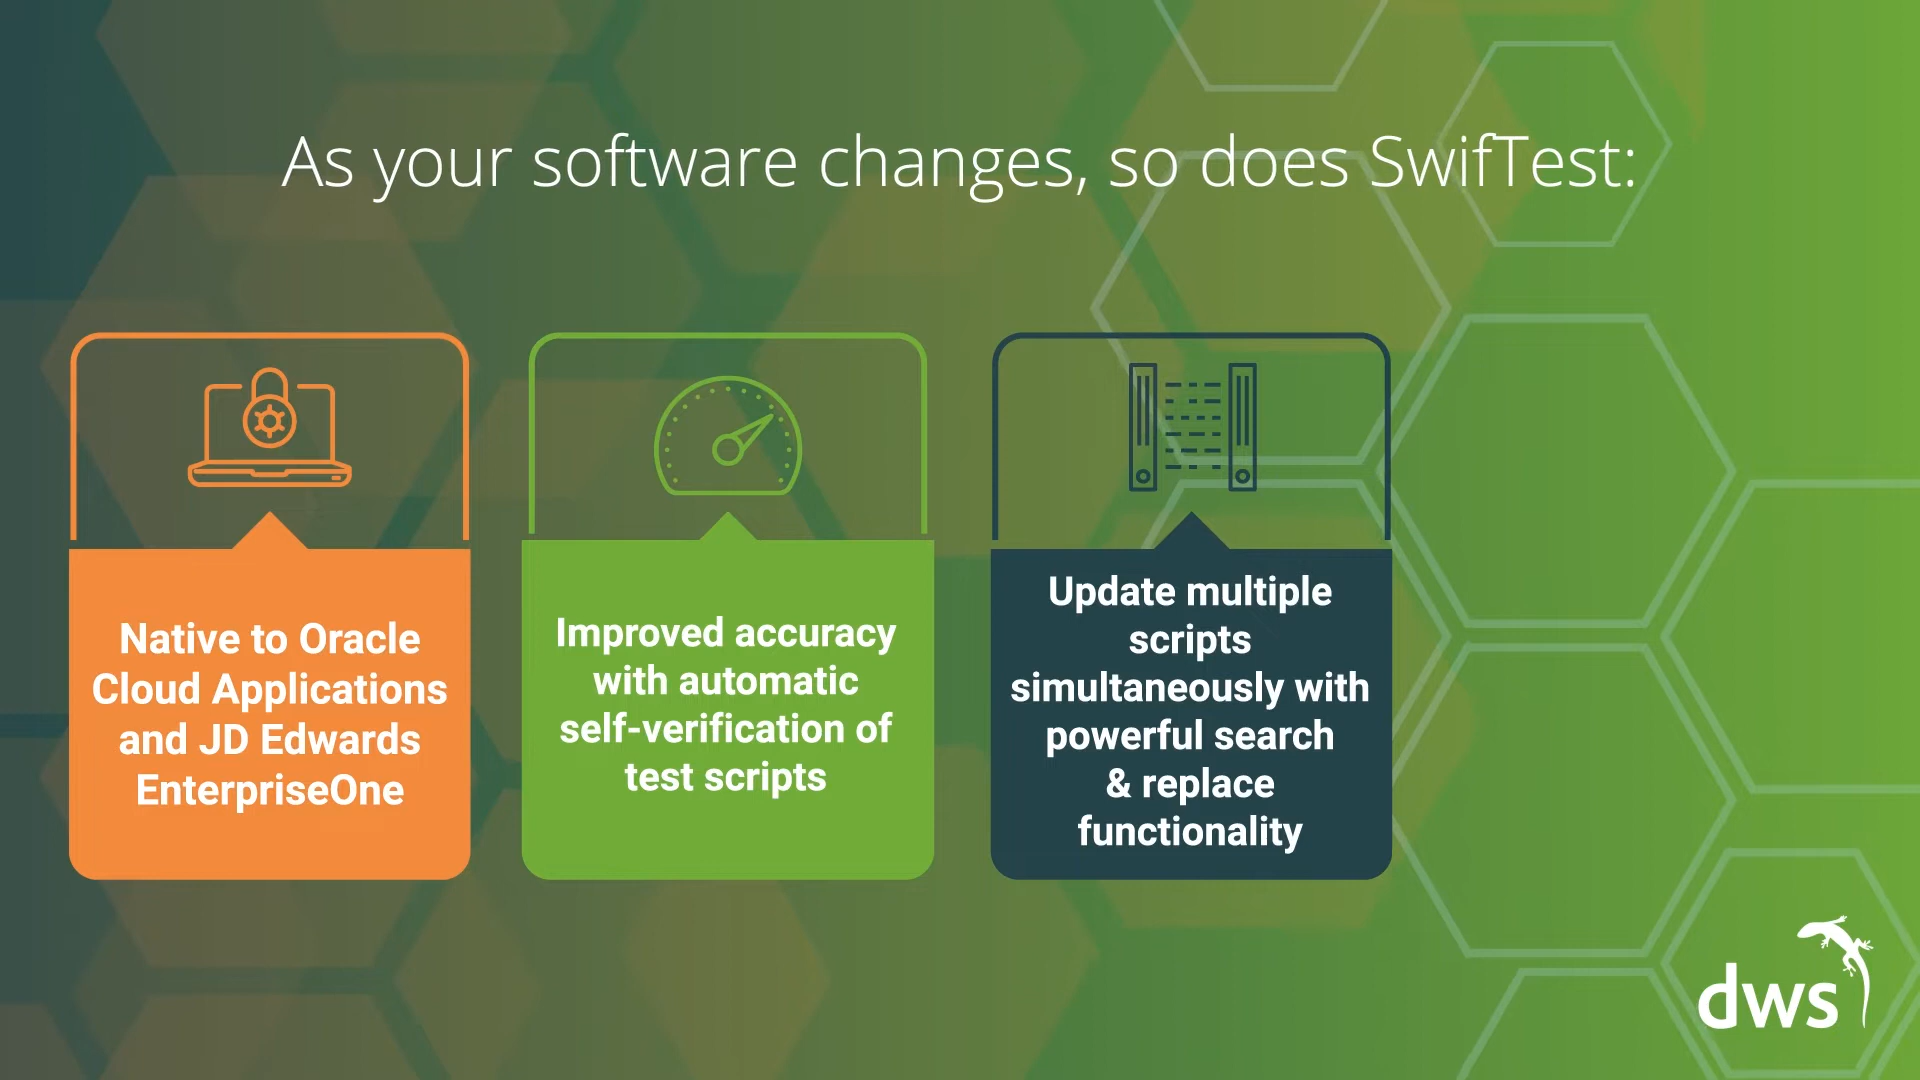 As your software changes, so does SwifTest:
Native to Oracle
Cloud Applications
and JD Edwards
EnterpriseOne
Improved accuracy
with automatic
self-verification of
test scripts
Update multiple
scripts
simultaneously with
powerful search
& replace
functionality
dws